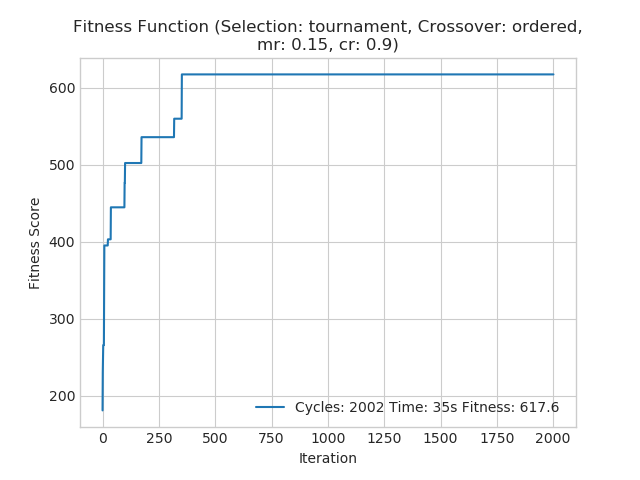 Fitness Function (Selection: tournament, Crossover: ordered,
mr: 0.15, cr: 0.9)
600
500
400
300
200
Fitness Score
Cycles: 2002 Time: 35s Fitness: 617.6
0 250 500 750 1000 1250 1500 1750 2000
Iteration